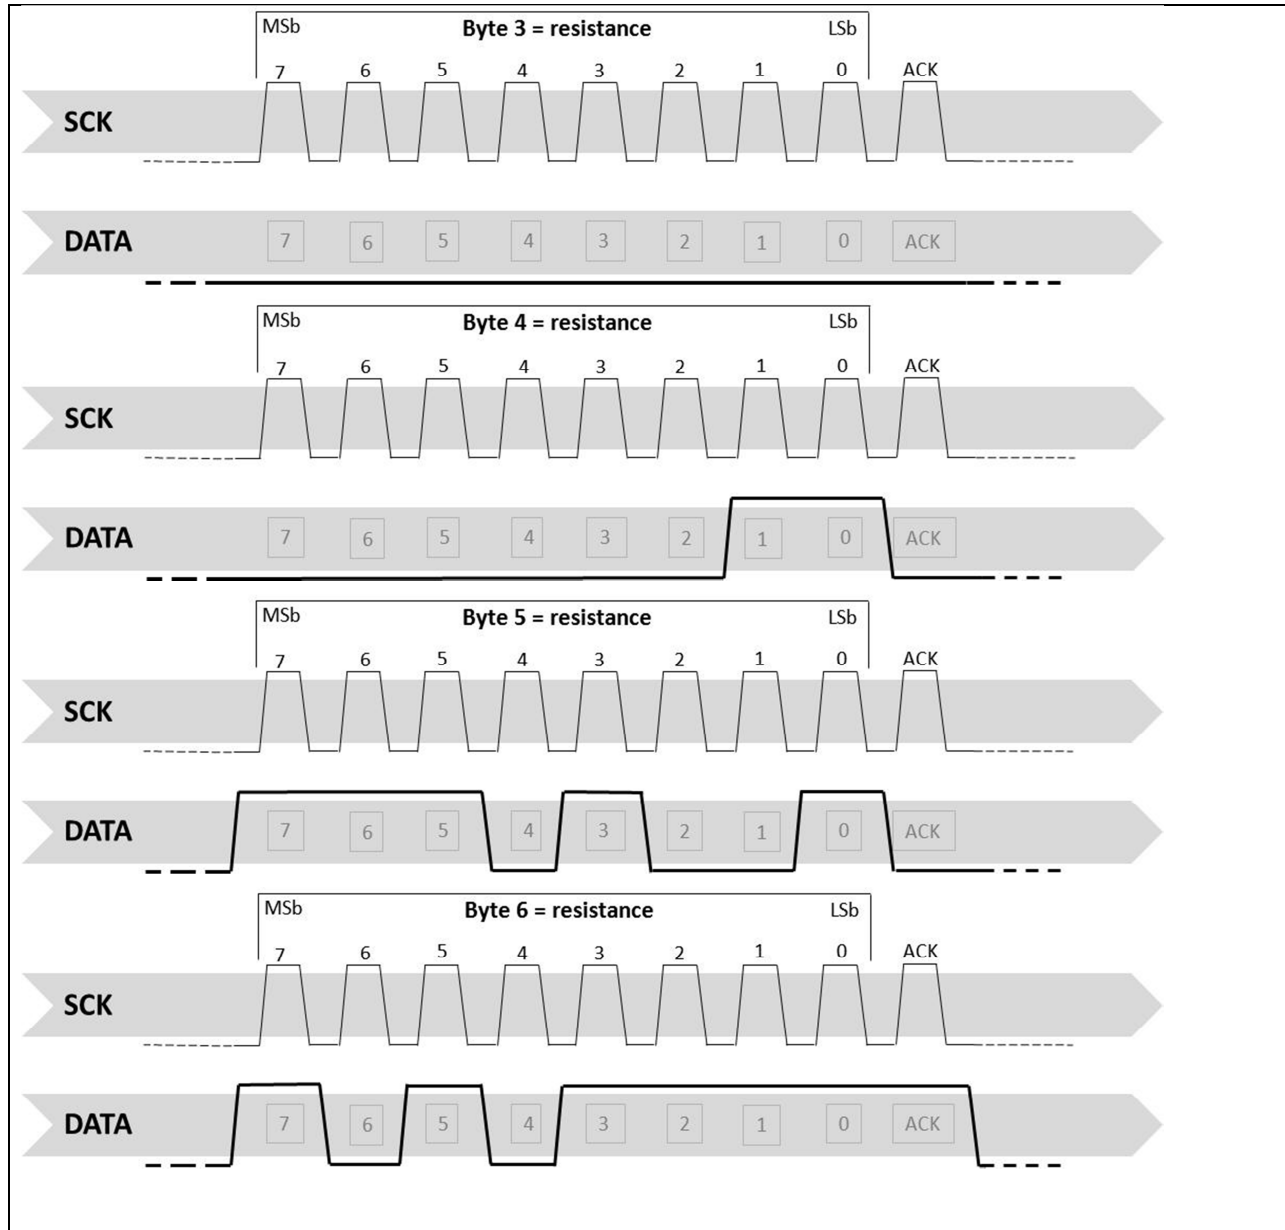 MSb Byte 3 = resistance LSb
7 6 5 4 3 2 1 0 ACK
SCK
DATA 7 6 5 4 3 2 1 0 ACK
MSb Byte 4 = resistance LSb
7 6 5 4 3 2 1 0 ACK
SCK
DATA 7 6 5 4 3 2 1 0 ACK
MSb Byte 5 = resistance LSb
7 6 5 4 3 2 1 0 ACK
SCK
DATA 7 6 5 4 3 2 1 0 ACK
MSb Byte 6 = resistance LSb
7 6 5 4 3 2 1 0 ACK
SCK
DATA 7 6 5 4 3 2 1 0 ACK